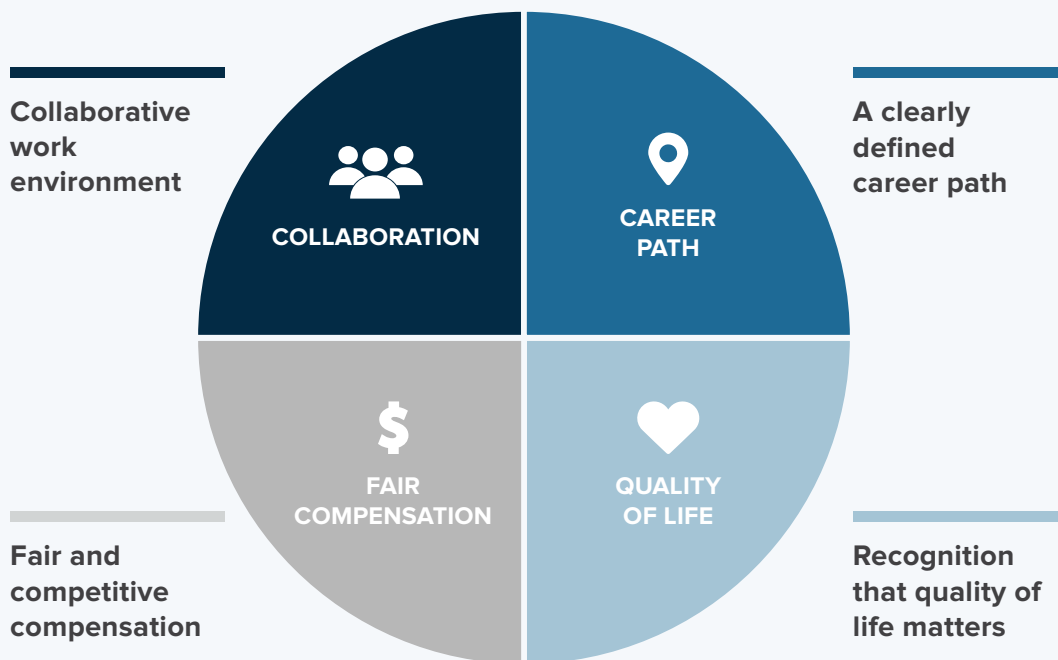 Collaborative
work
environment
COLLABORATION
CAREER
PATH
A clearly
defined
career path
Fair and
competitive
compensation
FAIR
COMPENSATION
QUALITY
OF LIFE
Recognition
that quality of
life matters